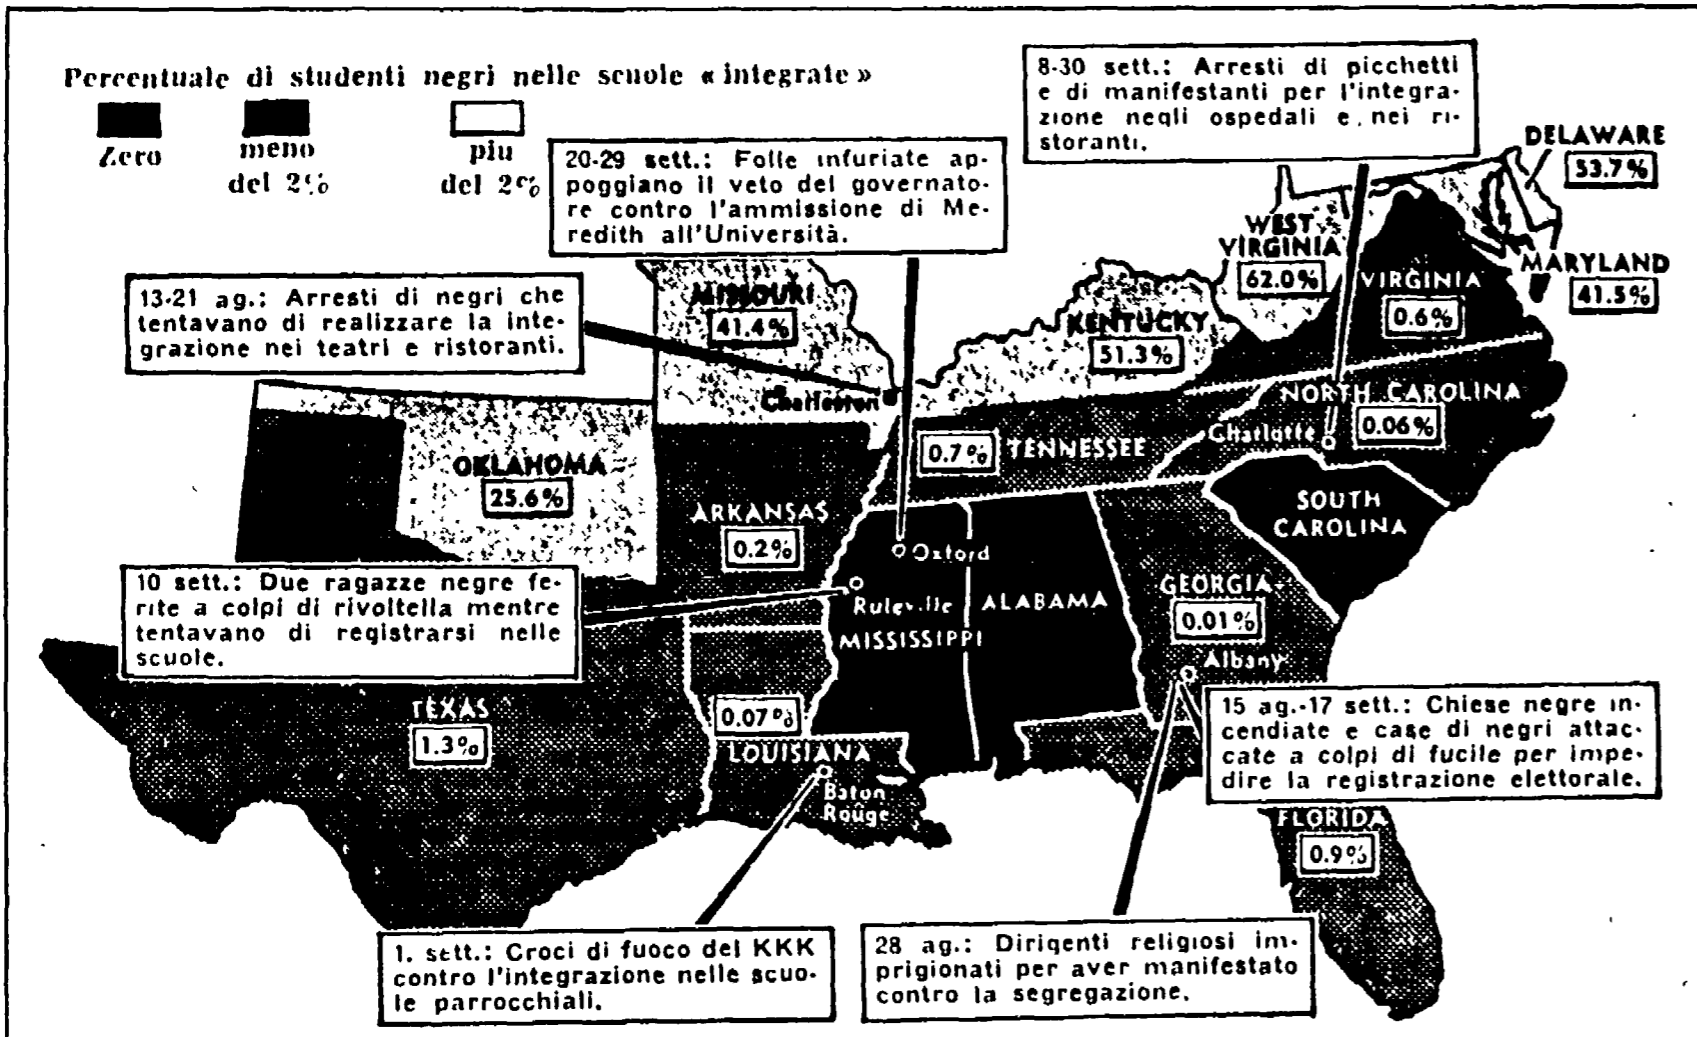 Percentuale di studenti negri nelle scuole « integrate »
Zero
meno
del 2%
piu
del 2%
8-30 sett.: Arresti di picchetti
e di manifestanti per l'integra-
zione negli ospedali e, nei ri-
storanti.
20-29 sett.: Folle infuriate ap-
poggiano il veto del governato-
re contro l'ammissione di Me-
redith all'Università.
13-21 ag.: Arresti di negri che
tentavano di realizzare la inte-
grazione nei teatri e ristoranti.
DELAWARE
53.7%
WEST
VIRGINIA
62.0%
MARYLAND
41.5%
VIRGINIA
0.6%
MISSOURI
41.4%
KENTUCKY
51.3%
Charleston
NORTH CAROLINA
0.06%
Charlotte
0.7% TENNESSEE
OKLAHOMA
25.6%
ARKANSAS
0.2%
SOUTH
CAROLINA
Oxford
10 sett.: Due ragazze negre fe-
rite a colpi di rivoltella mentre
tentavano di registrarsi nelle
scuole.
Ruleville
MISSISSIPPI
ALABAMA
GEORGIA
0.01%
Albany
TEXAS
1.3%
0.07%
LOUISIANA
Baton
Rouge
15 ag.-17 sett.: Chiese negre in-
cendiate e case di negri attac-
cate a colpi di fucile per impe-
dire la registrazione elettorale.
FLORIDA
0.9%
1. sett.: Croci di fuoco del KKK
contro l'integrazione nelle scuo-
le parrocchiali.
28 ag.: Dirigenti religiosi im-
prigionati per aver manifestato
contro la segregazione.